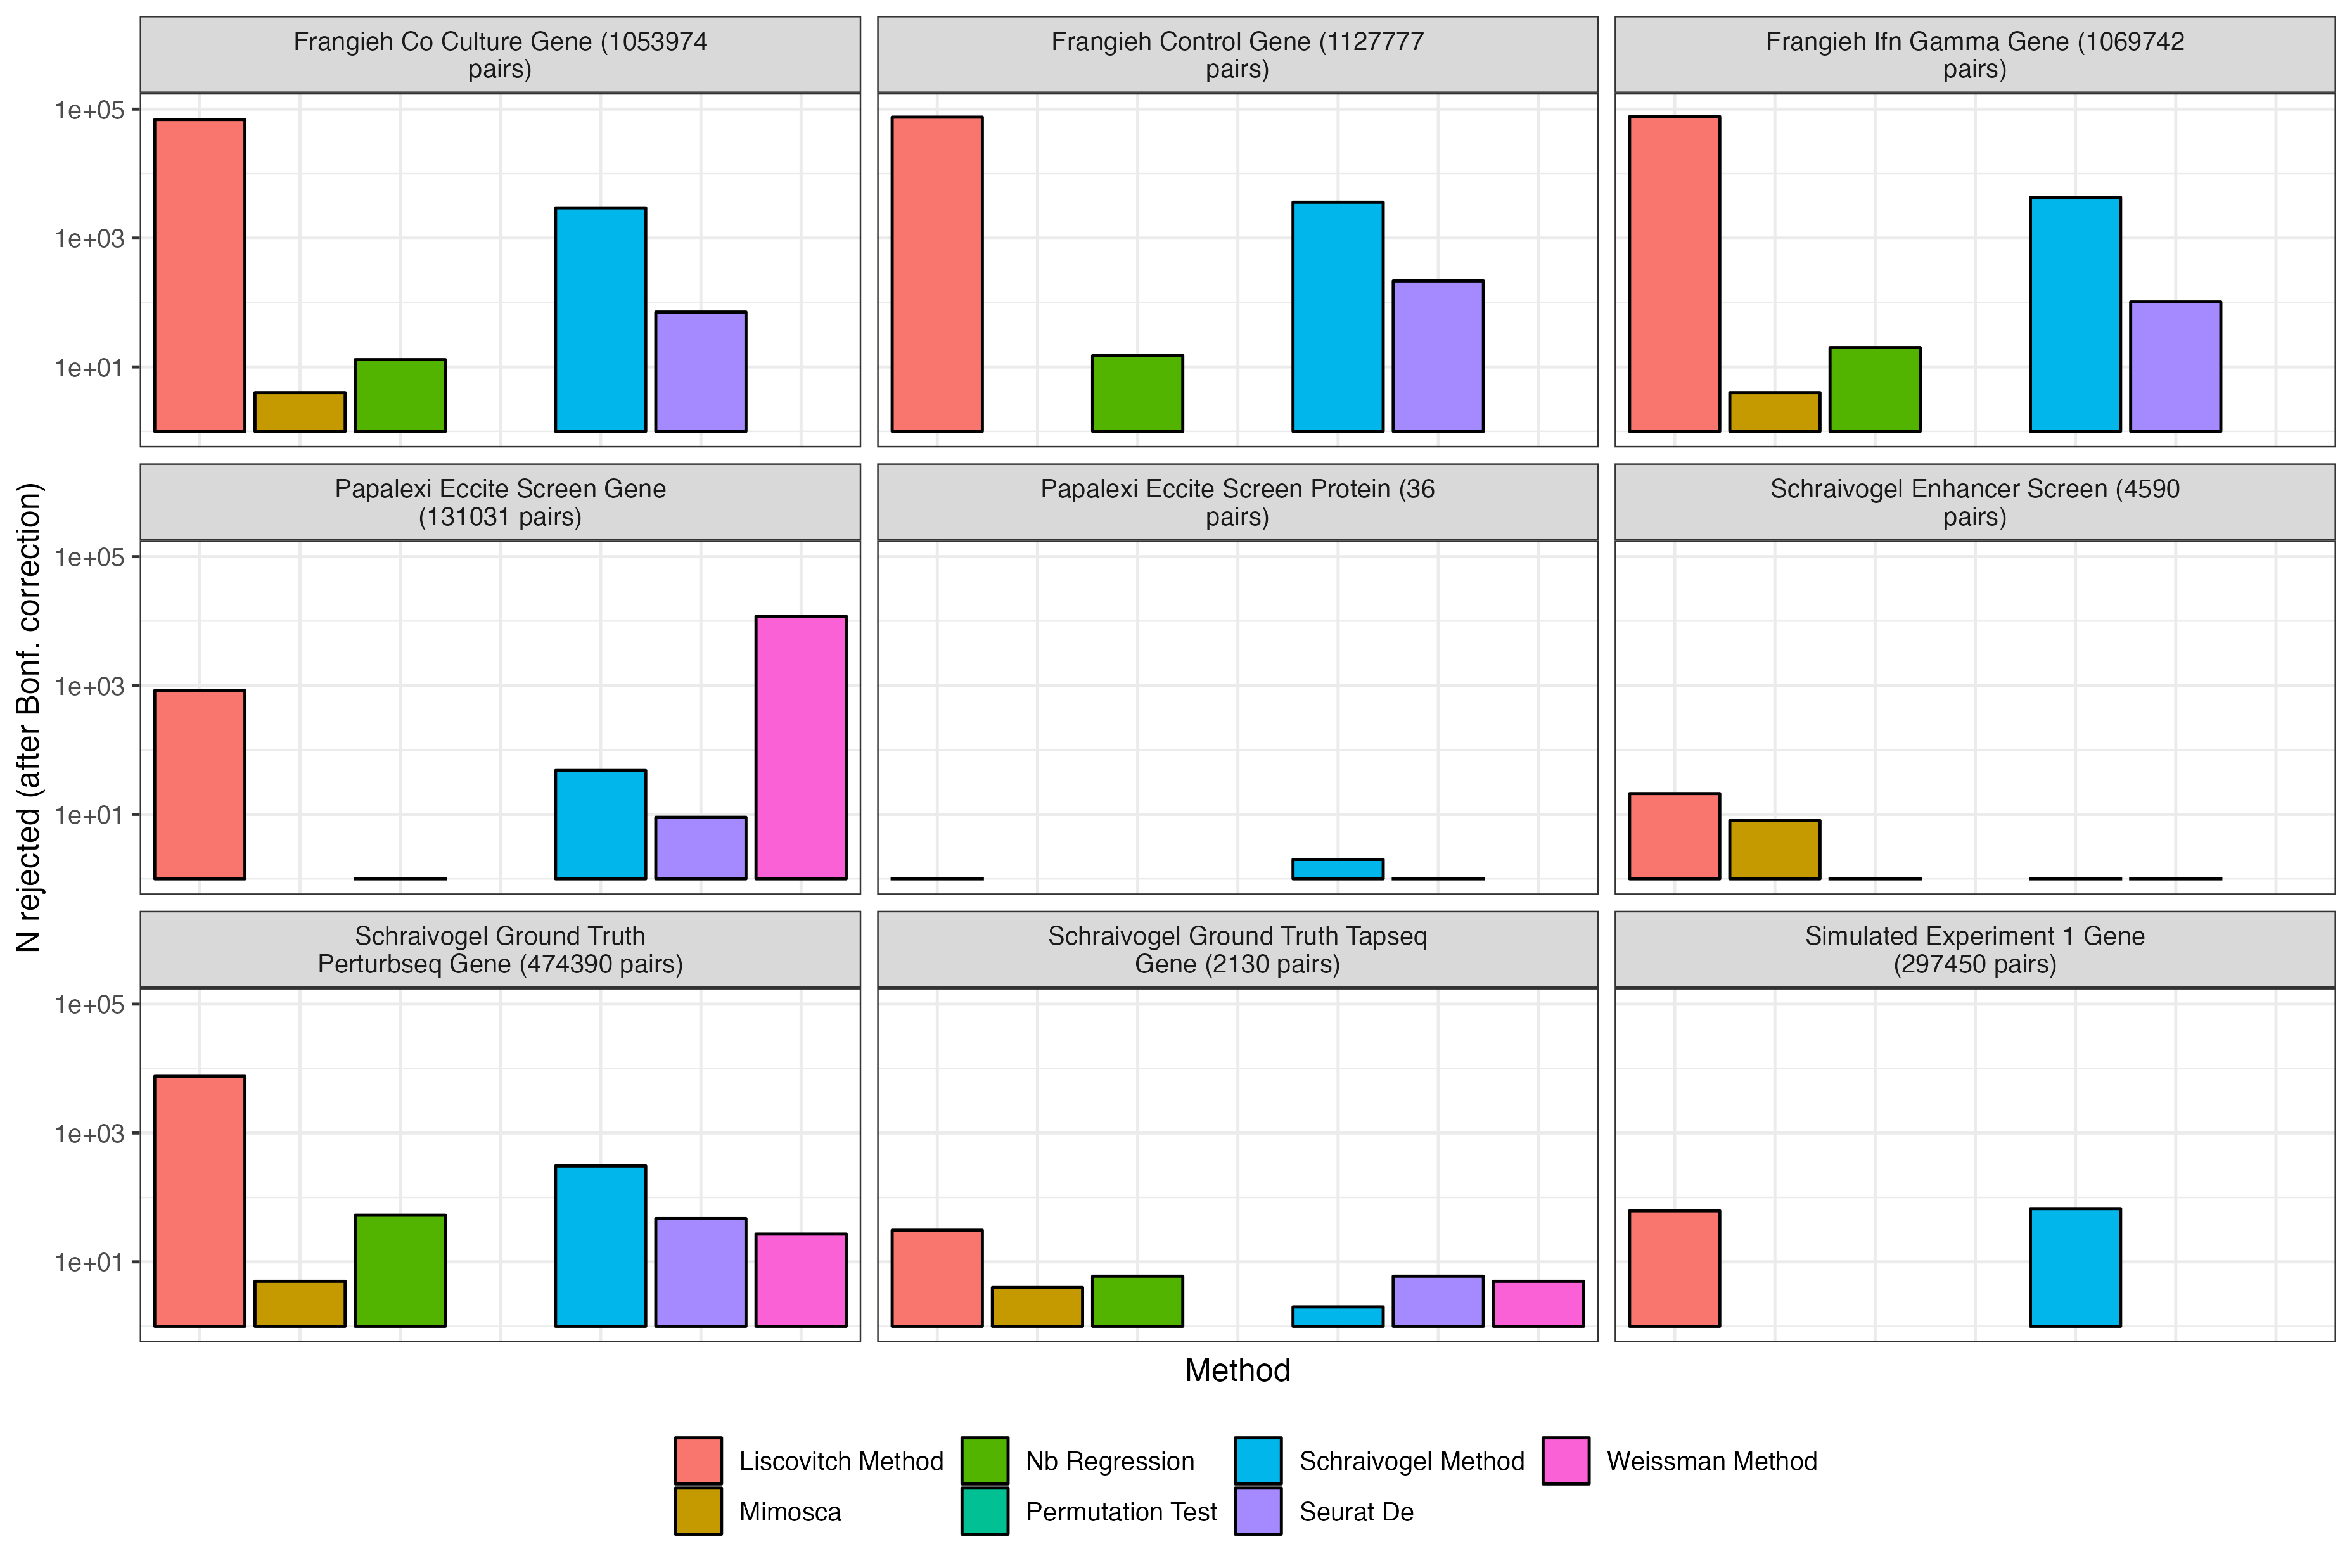 Frangieh Co Culture Gene (1053974
pairs)
Frangieh Control Gene (1127777
pairs)
Frangieh Ifn Gamma Gene (1069742
pairs)
1e+05
1e+03
1e+01
Papalexi Eccite Screen Gene
(131031 pairs)
Papalexi Eccite Screen Protein (36
pairs)
Schraivogel Enhancer Screen (4590
pairs)
1e+05
1e+03
1e+01
N rejected (after Bonf. correction)
Schraivogel Ground Truth
Perturbseq Gene (474390 pairs)
Schraivogel Ground Truth Tapseq
Gene (2130 pairs)
Simulated Experiment 1 Gene
(297450 pairs)
1e+05
1e+03
1e+01
Method
Liscovitch Method
Nb Regression
Schraivogel Method
Weissman Method
Mimosca
Permutation Test
Seurat De